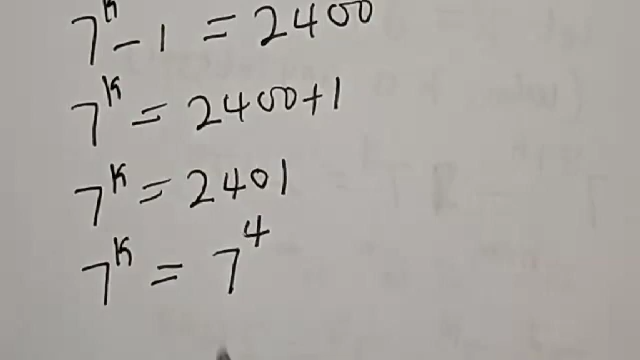 7^k - 1 = 2400
7^k = 2400+1
7^k = 2401
7^k = 7^4